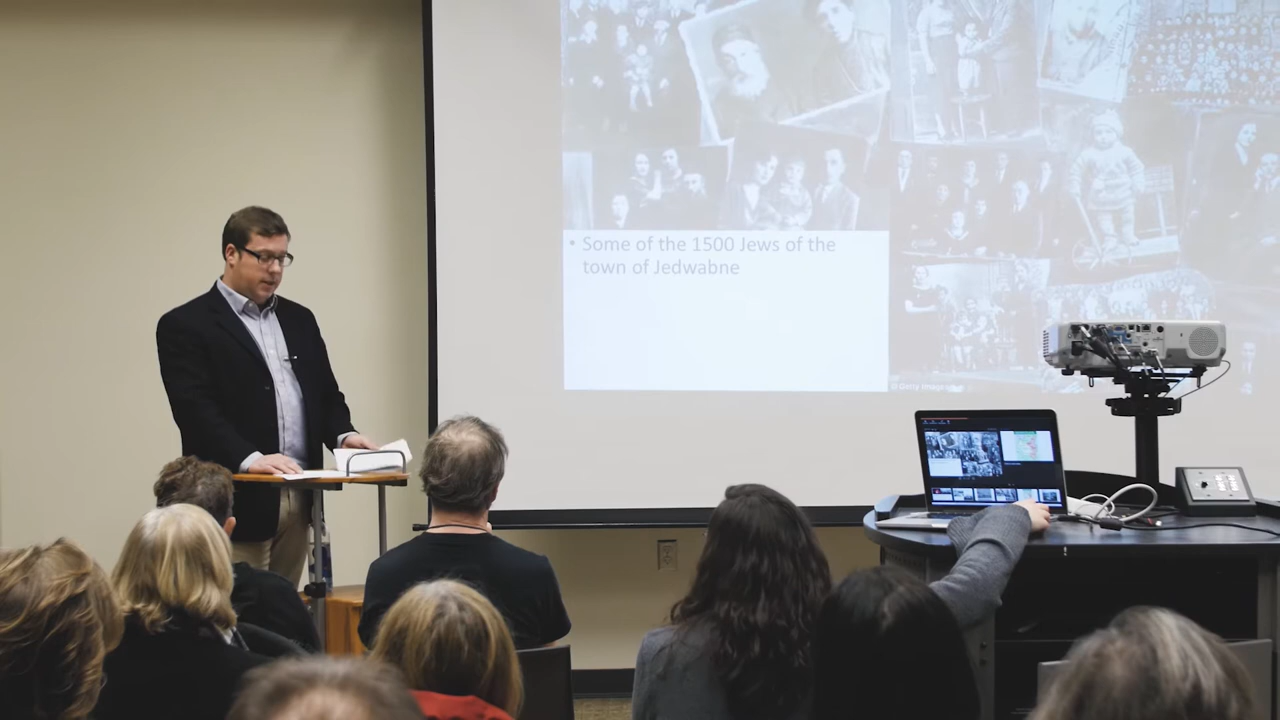 • Some of the 1500 Jews of the
town of Jedwabne